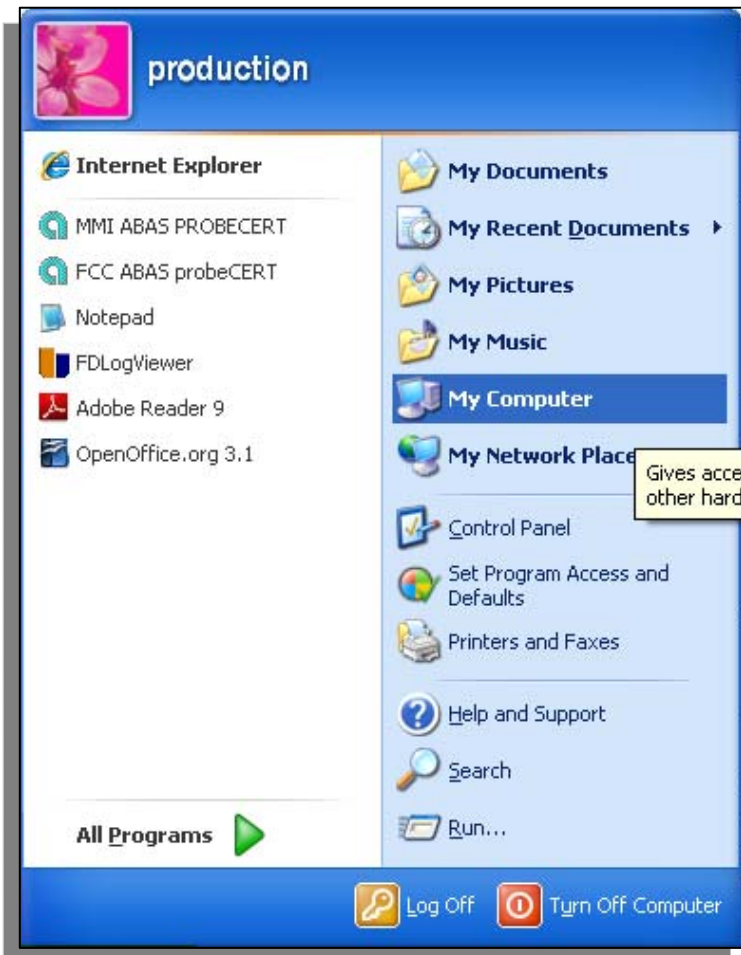 production
Internet Explorer
MMI ABAS PROBECERT
FCC ABAS probeCERT
Notepad
FDLogViewer
Adobe Reader 9
OpenOffice.org 3.1
All Programs
My Documents
My Recent Documents
My Pictures
My Music
My Computer
My Network Place
Gives acce
other hard
Control Panel
Set Program Access and
Defaults
Printers and Faxes
Help and Support
Search
Run...
Log Off
Turn Off Computer